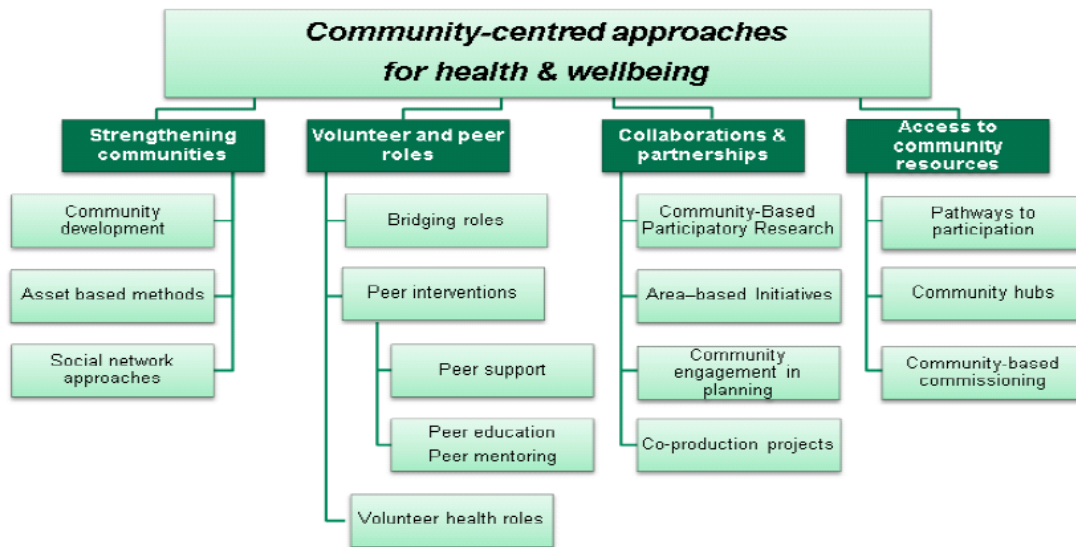 Community-centred approaches
for health & wellbeing
Strengthening
communities
Community
development
Asset based methods
Social network
approaches
Volunteer and peer
roles
Bridging roles
Peer interventions
Peer support
Peer education
Peer mentoring
Volunteer health roles
Collaborations &
partnerships
Community-Based
Participatory Research
Area–based Initiatives
Community
engagement in
planning
Co-production projects
Access to
community
resources
Pathways to
participation
Community hubs
Community-based
commissioning